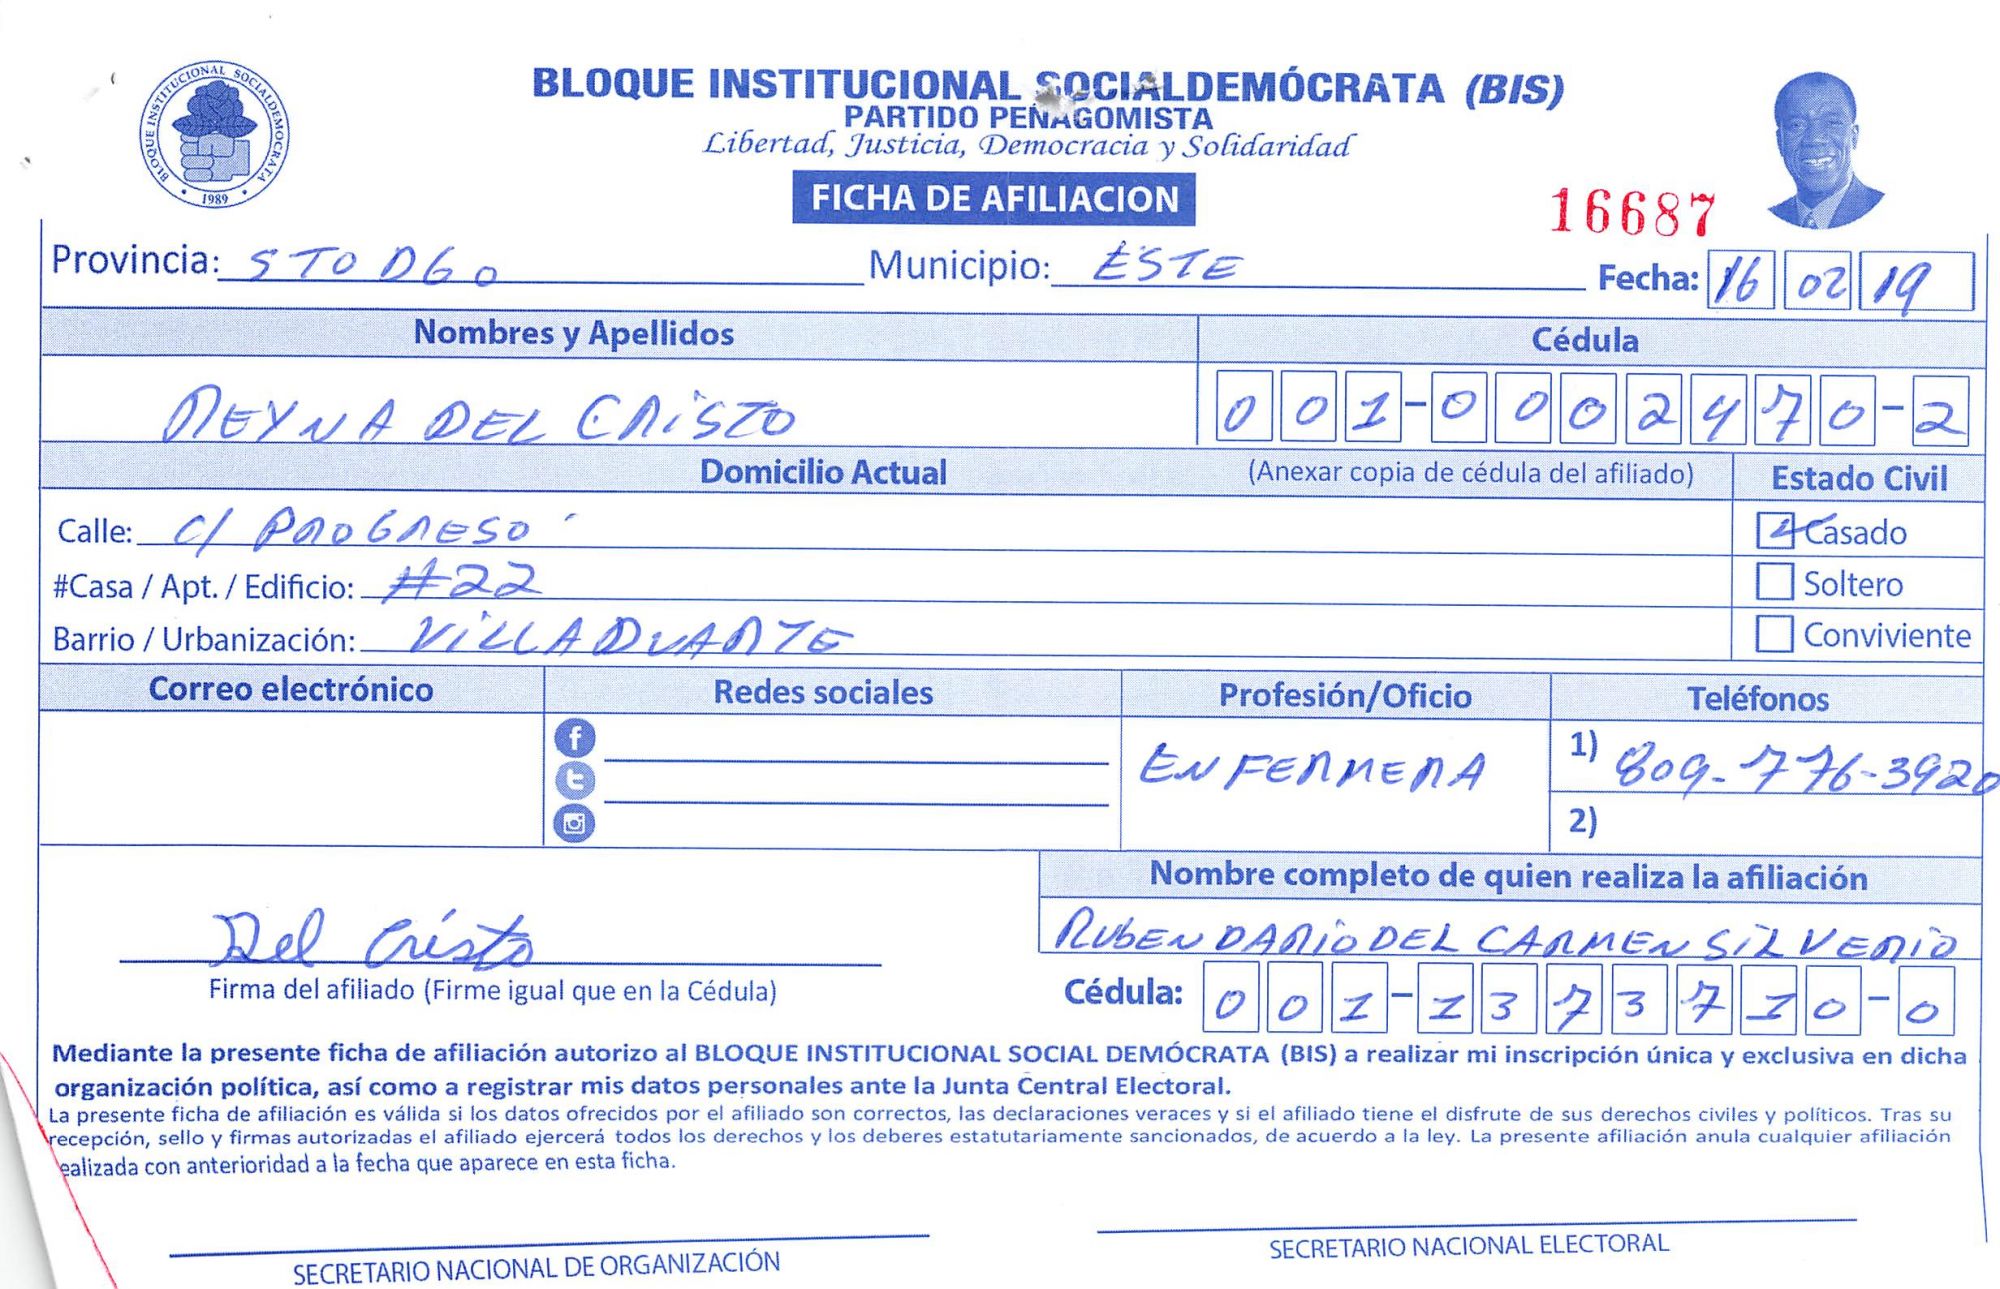 BLOQUE INSTITUCIONAL SOCIALDEMOCRATA
1989
BLOQUE INSTITUCIONAL SOCIALDEMÓCRATA (BIS)
PARTIDO PEÑAGOMISTA
Libertad, Justicia, Democracia y Solidaridad
FICHA DE AFILIACION
16687
Provincia: STO DGO Municipio: ESTE Fecha: 16 02 19
Nombres y Apellidos Cédula
REYNA DEL CRISTO 001-0002470-2
Domicilio Actual (Anexar copia de cédula del afiliado) Estado Civil
Calle: C/ PROGRESO Casado
#Casa / Apt. / Edificio: #22 Soltero
Barrio / Urbanización: VILLA DUARTE Conviviente
Correo electrónico Redes sociales Profesión/Oficio Teléfonos
ENFERMERA 1) 809-776-3920
2)
Nombre completo de quien realiza la afiliación
Del Cristo RUBEN DARIO DEL CARMEN SILVERIO
Firma del afiliado (Firme igual que en la Cédula) Cédula: 001-1373710-0
Mediante la presente ficha de afiliación autorizo al BLOQUE INSTITUCIONAL SOCIAL DEMÓCRATA (BIS) a realizar mi inscripción única y exclusiva en dicha
organización política, así como a registrar mis datos personales ante la Junta Central Electoral.
La presente ficha de afiliación es válida si los datos ofrecidos por el afiliado son correctos, las declaraciones veraces y si el afiliado tiene el disfrute de sus derechos civiles y políticos. Tras su
recepción, sello y firmas autorizadas el afiliado ejercerá todos los derechos y los deberes estatutariamente sancionados, de acuerdo a la ley. La presente afiliación anula cualquier afiliación
ealizada con anterioridad a la fecha que aparece en esta ficha.
SECRETARIO NACIONAL DE ORGANIZACIÓN SECRETARIO NACIONAL ELECTORAL